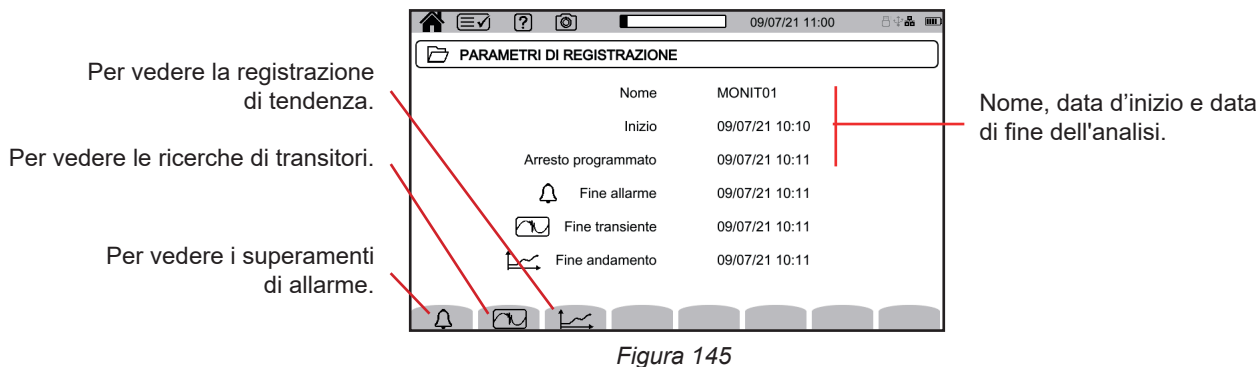 09/07/21 11:00
PARAMETRI DI REGISTRAZIONE
Nome MONIT01
Inizio 09/07/21 10:10
Arresto programmato 09/07/21 10:11
Fine allarme 09/07/21 10:11
Fine transiente 09/07/21 10:11
Fine andamento 09/07/21 10:11
Per vedere la registrazione
di tendenza.
Per vedere le ricerche di transitori.
Per vedere i superamenti
di allarme.
Nome, data d'inizio e data
di fine dell'analisi.
Figura 145